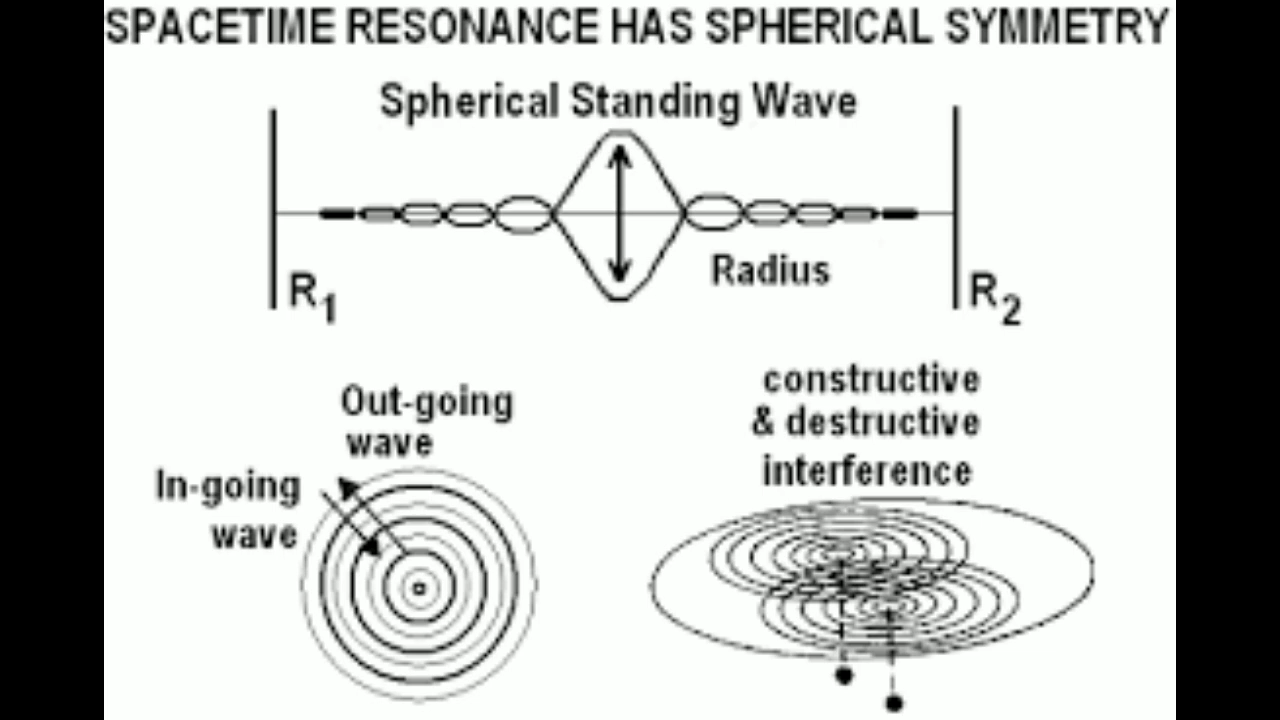 SPACETIME RESONANCE HAS SPHERICAL SYMMETRY
Spherical Standing Wave
Radius
R1
R2
Out-going
wave
In-going
wave
constructive
& destructive
interference